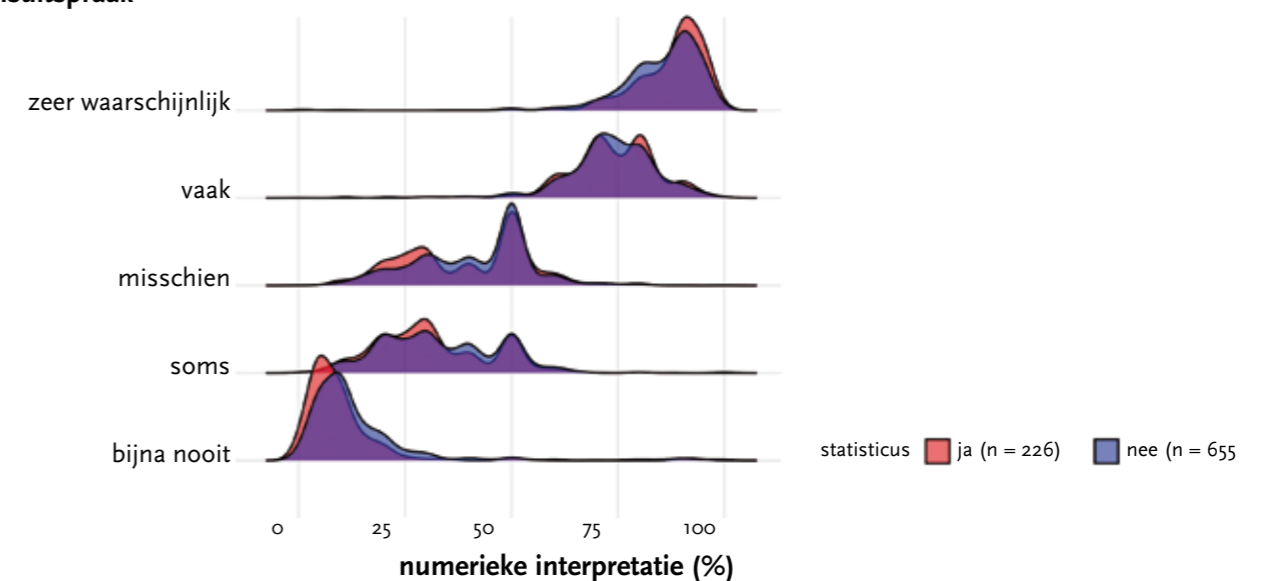 zeer waarschijnlijk
vaak
misschien
soms
bijna nooit
statisticus ja (n = 226) nee (n = 655
0 25 50 75 100
numerieke interpretatie (%)